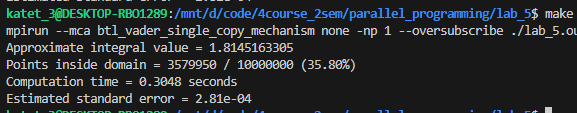 katet_3@DESKTOP-RBO1289:/mnt/d/code/4course_2sem/parallel_programming/lab_5$ make
mpirun --mca btl_vader_single_copy_mechanism none -np 1 --oversubscribe ./lab_5.ou
Approximate integral value = 1.8145163305
Points inside domain = 3579950 / 10000000 (35.80%)
Computation time = 0.3048 seconds
Estimated standard error = 2.81e-04